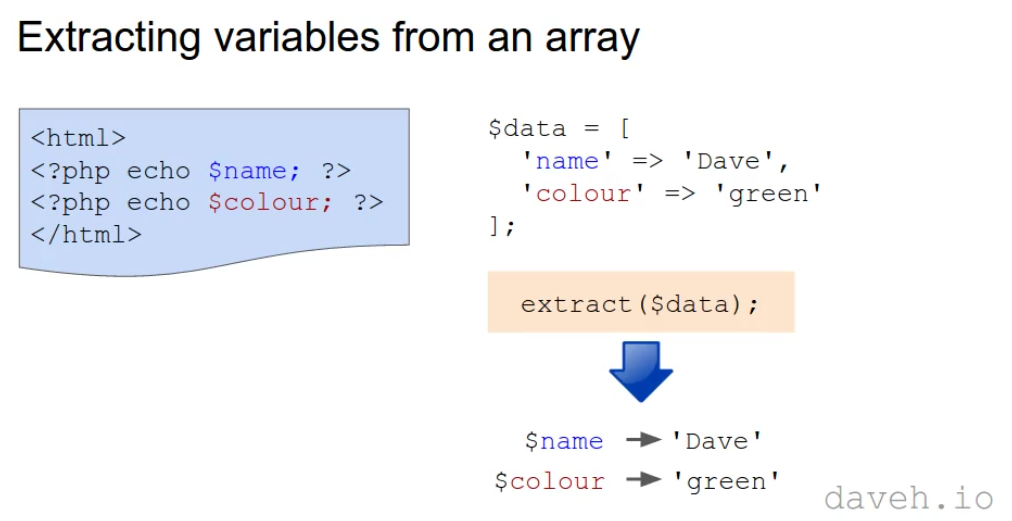 Extracting variables from an array
<html>
<?php echo $name; ?>
<?php echo $colour; ?>
</html>
$data = [
'name' => 'Dave',
'colour' => 'green'
];
extract($data);
$name 'Dave'
$colour 'green'
daveh.io